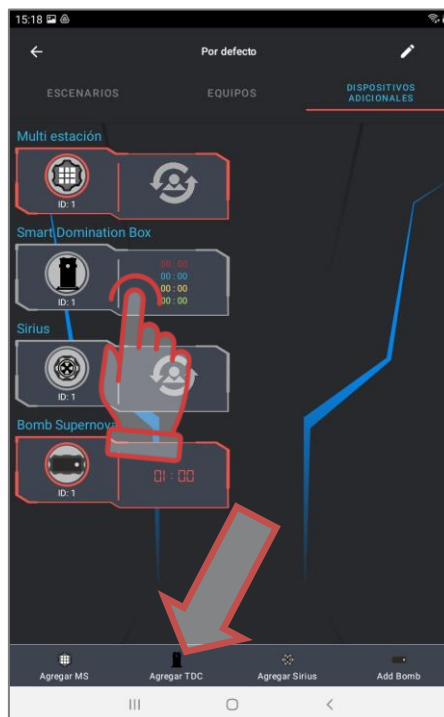 15:18
Por defecto
ESCENARIOS
EQUIPOS
DISPOSITIVOS
ADICIONALES
Multi estación
ID: 1
Smart Domination Box
00:00
00:00
00:00
00:00
ID: 1
Sirius
ID: 1
Bomb Supernova
01:00
ID: 1
Agregar MS
Agregar TDC
Agregar Sirius
Add Bomb